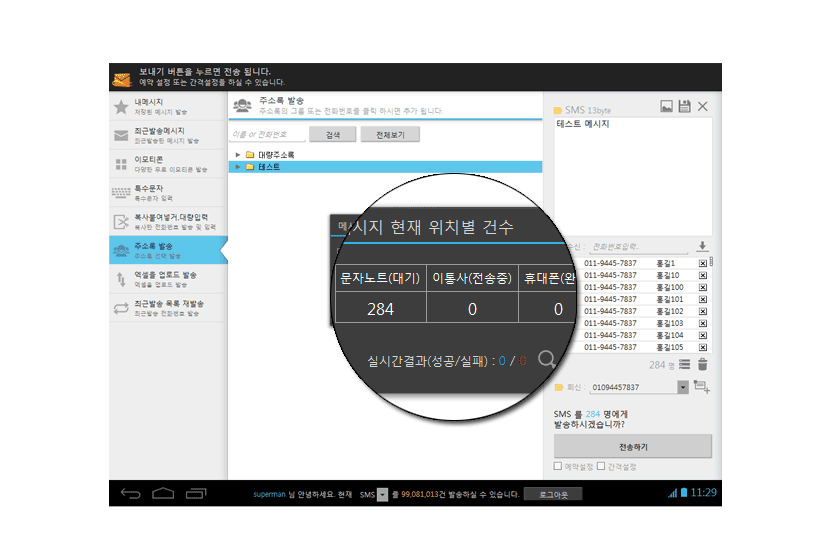 보내기 버튼을 누르면 전송 됩니다.
예약 설정 또는 간격설정을 하실 수 있습니다.
내메시지
저장된 메시지 발송
최근발송메시지
최근발송한 메시지 발송
이모티콘
다양한 무료 이모티콘 발송
특수문자
특수문자 입력
복사붙여넣기,대량입력
복사한 전화번호 발송 및 입력
주소록 발송
주소록 선택 발송
엑셀을 업로드 발송
엑셀을 업로드 발송
최근발송 목록 재발송
최근발송 전화번호 발송
주소록 발송
주소록의 그룹 또는 전화번호를 클릭 하시면 추가 됩니다.
이름 or 전화번호
검색
전체보기
대량주소록
테스트
메시지 현재 위치별 건수
문자노트(대기) 이통사(전송중) 휴대폰(완
284 0 0
실시간결과(성공/실패) : 0 / 0
SMS 13byte
테스트 메시지
전화번호입력..
011-9445-7837 홍길1
011-9445-7837 홍길10
011-9445-7837 홍길100
011-9445-7837 홍길101
011-9445-7837 홍길102
011-9445-7837 홍길103
011-9445-7837 홍길104
011-9445-7837 홍길105
284 명
회신 : 01094457837
SMS 를 284 명에게
발송하시겠습니까?
전송하기
예약설정 간격설정
superman 님 안녕하세요. 현재 SMS 를 99,081,013건 발송하실 수 있습니다. 로그아웃
11:29